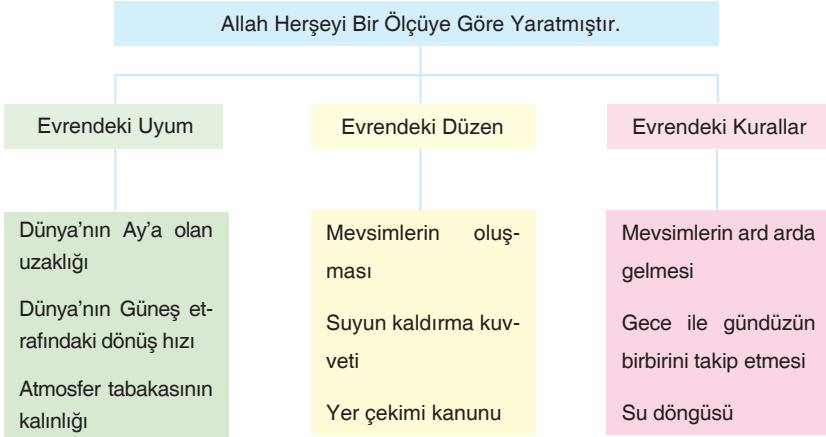 Allah Herşeyi Bir Ölçüye Göre Yaratmıştır.
Evrendeki Uyum
Dünya’nın Ay’a olan
uzaklığı
Dünya’nın Güneş et-
rafındaki dönüş hızı
Atmosfer tabakasının
kalınlığı
Evrendeki Düzen
Mevsimlerin oluş-
ması
Suyun kaldırma kuv-
veti
Yer çekimi kanunu
Evrendeki Kurallar
Mevsimlerin ard arda
gelmesi
Gece ile gündüzün
birbirini takip etmesi
Su döngüsü